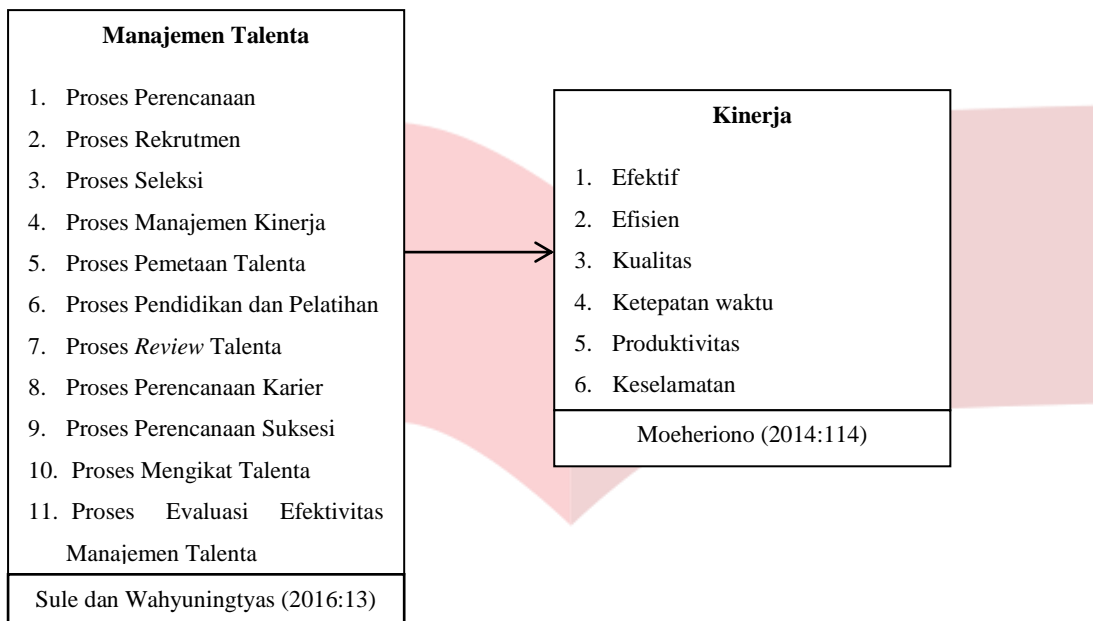 Manajemen Talenta
1. Proses Perencanaan
2. Proses Rekrutmen
3. Proses Seleksi
4. Proses Manajemen Kinerja
5. Proses Pemetaan Talenta
6. Proses Pendidikan dan Pelatihan
7. Proses Review Talenta
8. Proses Perencanaan Karier
9. Proses Perencanaan Suksesi
10. Proses Mengikat Talenta
11. Proses Evaluasi Efektivitas
Manajemen Talenta
Sule dan Wahyuningtyas (2016:13)
Kinerja
1. Efektif
2. Efisien
3. Kualitas
4. Ketepatan waktu
5. Produktivitas
6. Keselamatan
Moeheriono (2014:114)